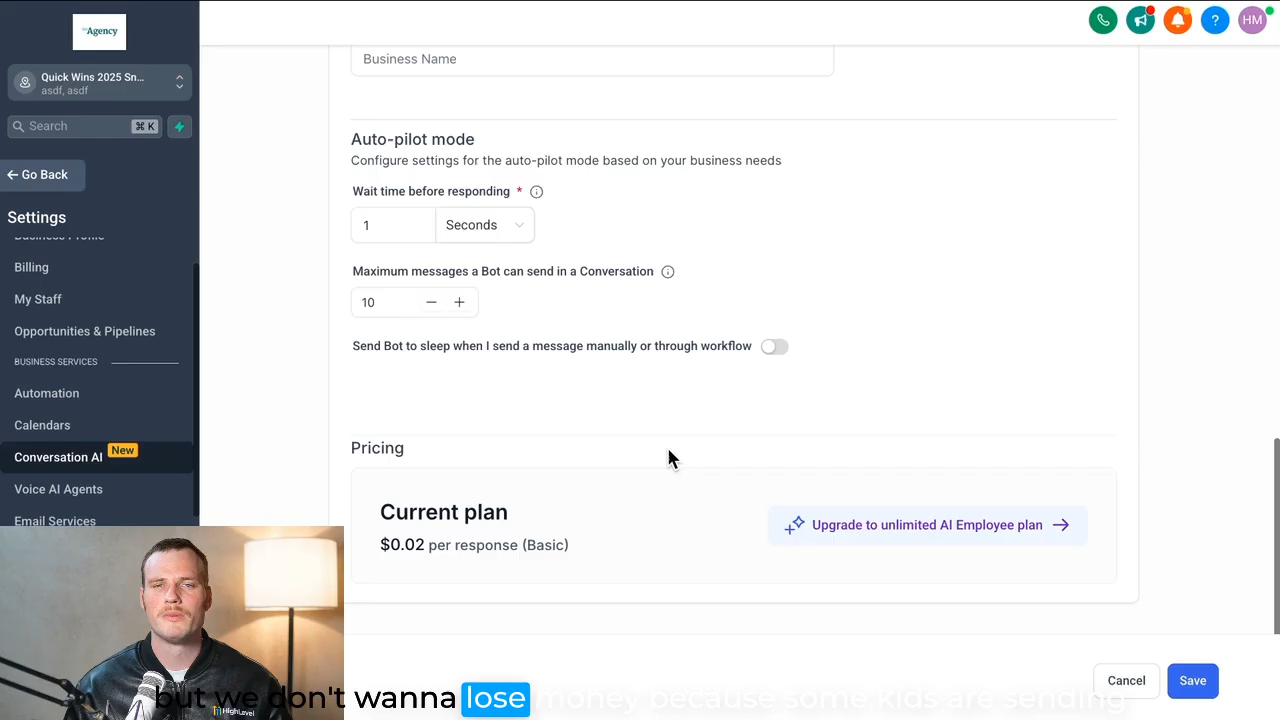 Agency
Quick Wins 2025 Sn...
asdf, asdf
Search
⌘ K
HM
Go Back
Settings
Business Profile
Billing
My Staff
Opportunities & Pipelines
BUSINESS SERVICES
Automation
Calendars
Conversation AI New
Voice AI Agents
Email Services
Business Name
Auto-pilot mode
Configure settings for the auto-pilot mode based on your business needs
Wait time before responding *
1 Seconds
Maximum messages a Bot can send in a Conversation
10
Send Bot to sleep when I send a message manually or through workflow
Pricing
Current plan
$0.02 per response (Basic)
Upgrade to unlimited AI Employee plan
Cancel
Save
but we don't wanna lose money because some kids are sending
HighLevel